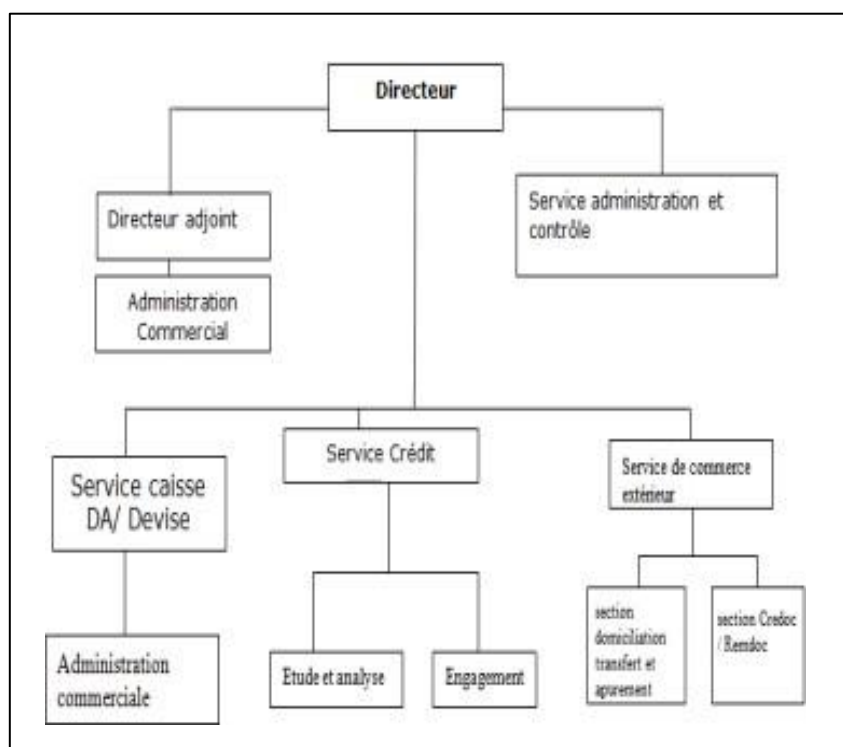 Directeur
Directeur adjoint
Service administration et
contrôle
Administration
Commercial
Service caisse
DA/ Devise
Service Crédit
Service de commerce
extérieur
Administration
commerciale
Etude et analyse
Engagement
section
domiciliation
transfert et
apurement
section Credoc
/ Remdoc